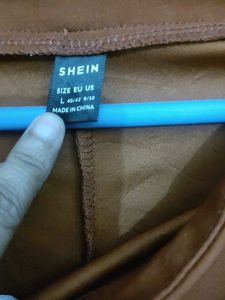 SHEIN
SIZE EU US
L 40/42 8/10
MADE IN CHINA